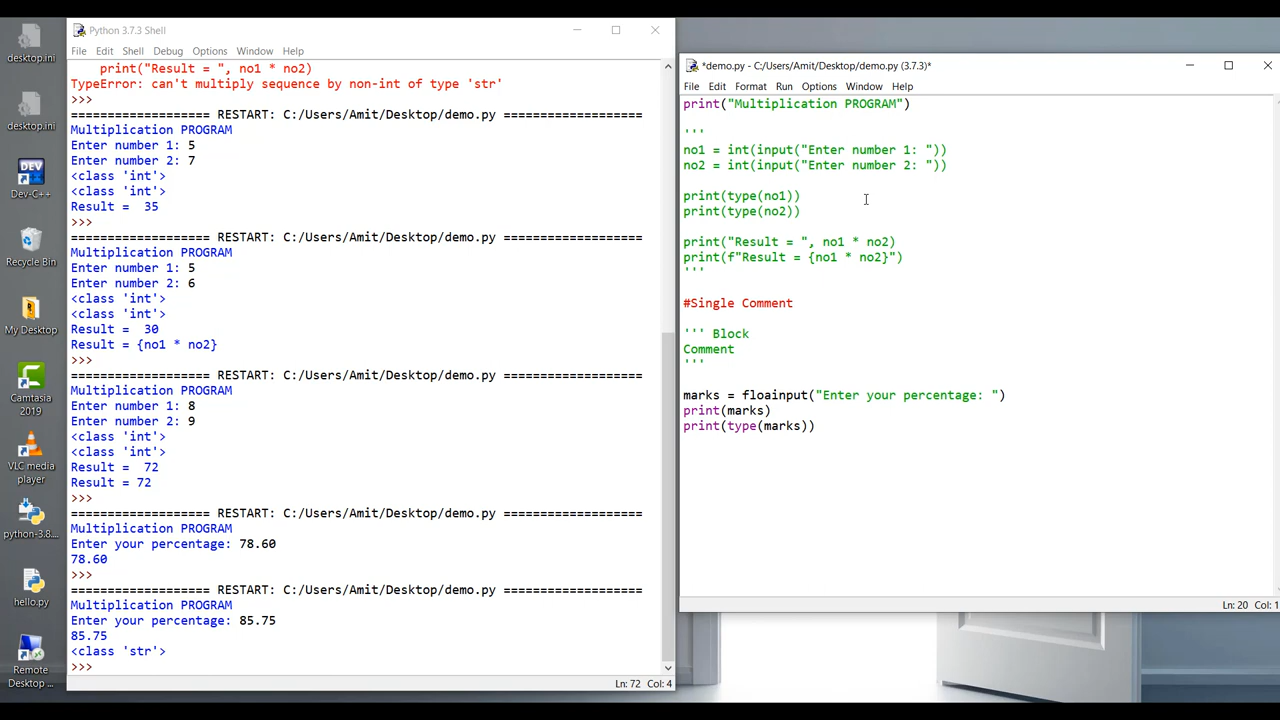 desktop.ini
desktop.ini
Dev-C++
Recycle Bin
My Desktop
Camtasia
2019
VLC media
player
python-3.8...
hello.py
Remote
Desktop ...
Python 3.7.3 Shell
File Edit Shell Debug Options Window Help
print("Result = ", no1 * no2)
TypeError: can't multiply sequence by non-int of type 'str'
>>>
=================== RESTART: C:/Users/Amit/Desktop/demo.py ===================
Multiplication PROGRAM
Enter number 1: 5
Enter number 2: 7
<class 'int'>
<class 'int'>
Result =  35
>>>
=================== RESTART: C:/Users/Amit/Desktop/demo.py ===================
Multiplication PROGRAM
Enter number 1: 5
Enter number 2: 6
<class 'int'>
<class 'int'>
Result =  30
Result = {no1 * no2}
>>>
=================== RESTART: C:/Users/Amit/Desktop/demo.py ===================
Multiplication PROGRAM
Enter number 1: 8
Enter number 2: 9
<class 'int'>
<class 'int'>
Result =  72
Result = 72
>>>
=================== RESTART: C:/Users/Amit/Desktop/demo.py ===================
Multiplication PROGRAM
Enter your percentage: 78.60
78.60
>>>
=================== RESTART: C:/Users/Amit/Desktop/demo.py ===================
Multiplication PROGRAM
Enter your percentage: 85.75
85.75
<class 'str'>
>>>
Ln: 72 Col: 4
*demo.py - C:/Users/Amit/Desktop/demo.py (3.7.3)*
File Edit Format Run Options Window Help
print("Multiplication PROGRAM")
'''
no1 = int(input("Enter number 1: "))
no2 = int(input("Enter number 2: "))
print(type(no1))
print(type(no2))
print("Result = ", no1 * no2)
print(f"Result = {no1 * no2}")
'''
#Single Comment
''' Block
Comment
'''
marks = floainput("Enter your percentage: ")
print(marks)
print(type(marks))
Ln: 20 Col: 1